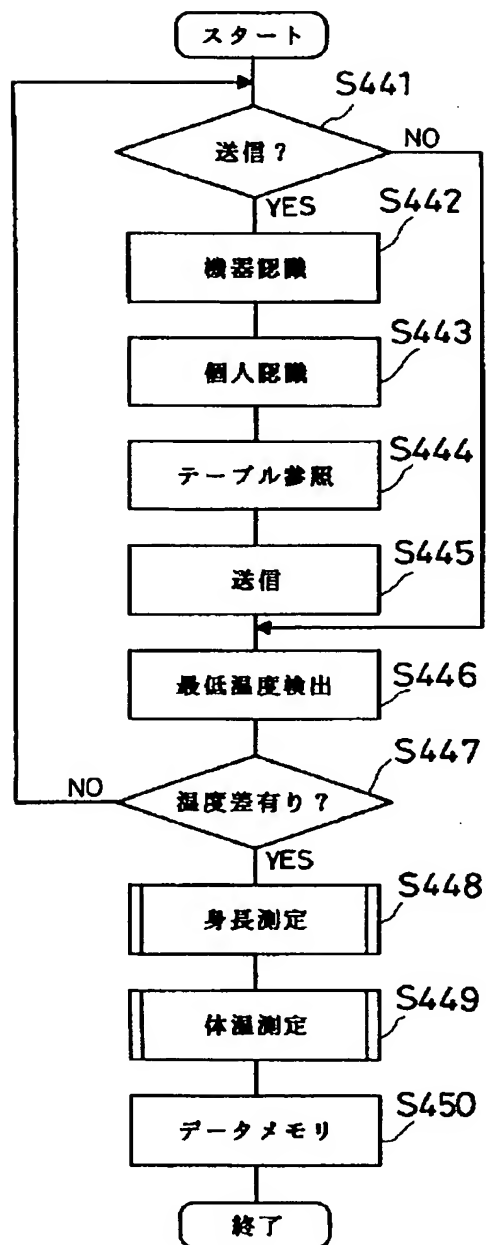 スタート
S441
送信?
NO
YES
S442
機器認識
S443
個人認識
S444
テーブル参照
S445
送信
S446
最低温度検出
S447
NO
温度差有り?
YES
S448
身長測定
S449
体温測定
S450
データメモリ
終了